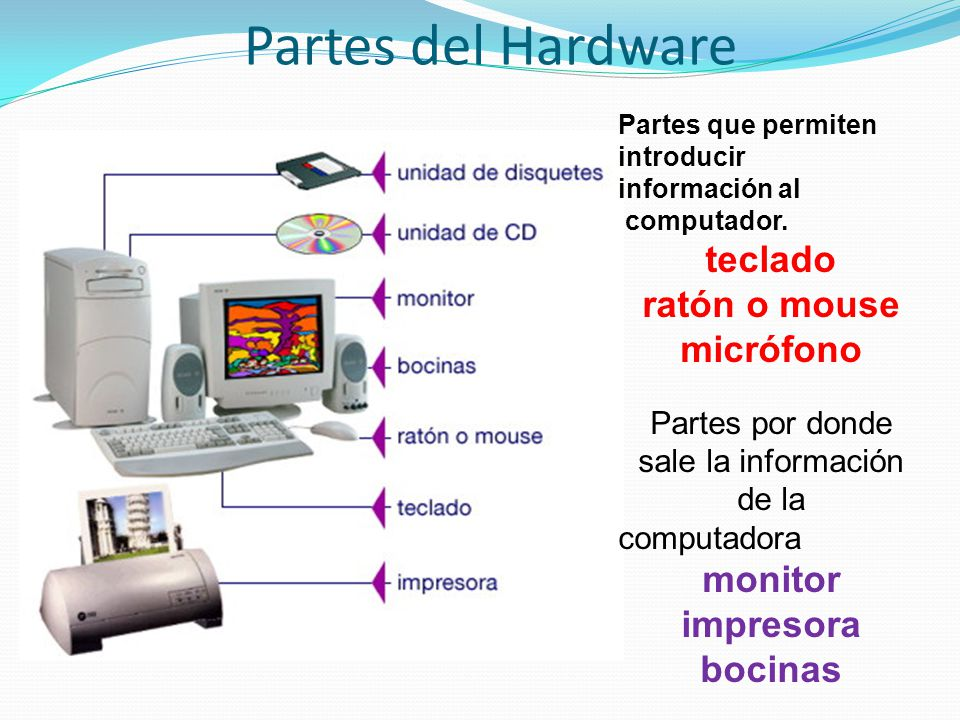 Partes del Hardware
unidad de disquetes
unidad de CD
monitor
bocinas
ratón o mouse
teclado
impresora
Partes que permiten
introducir
información al
computador.
teclado
ratón o mouse
micrófono
Partes por donde
sale la información
de la
computadora
monitor
impresora
bocinas